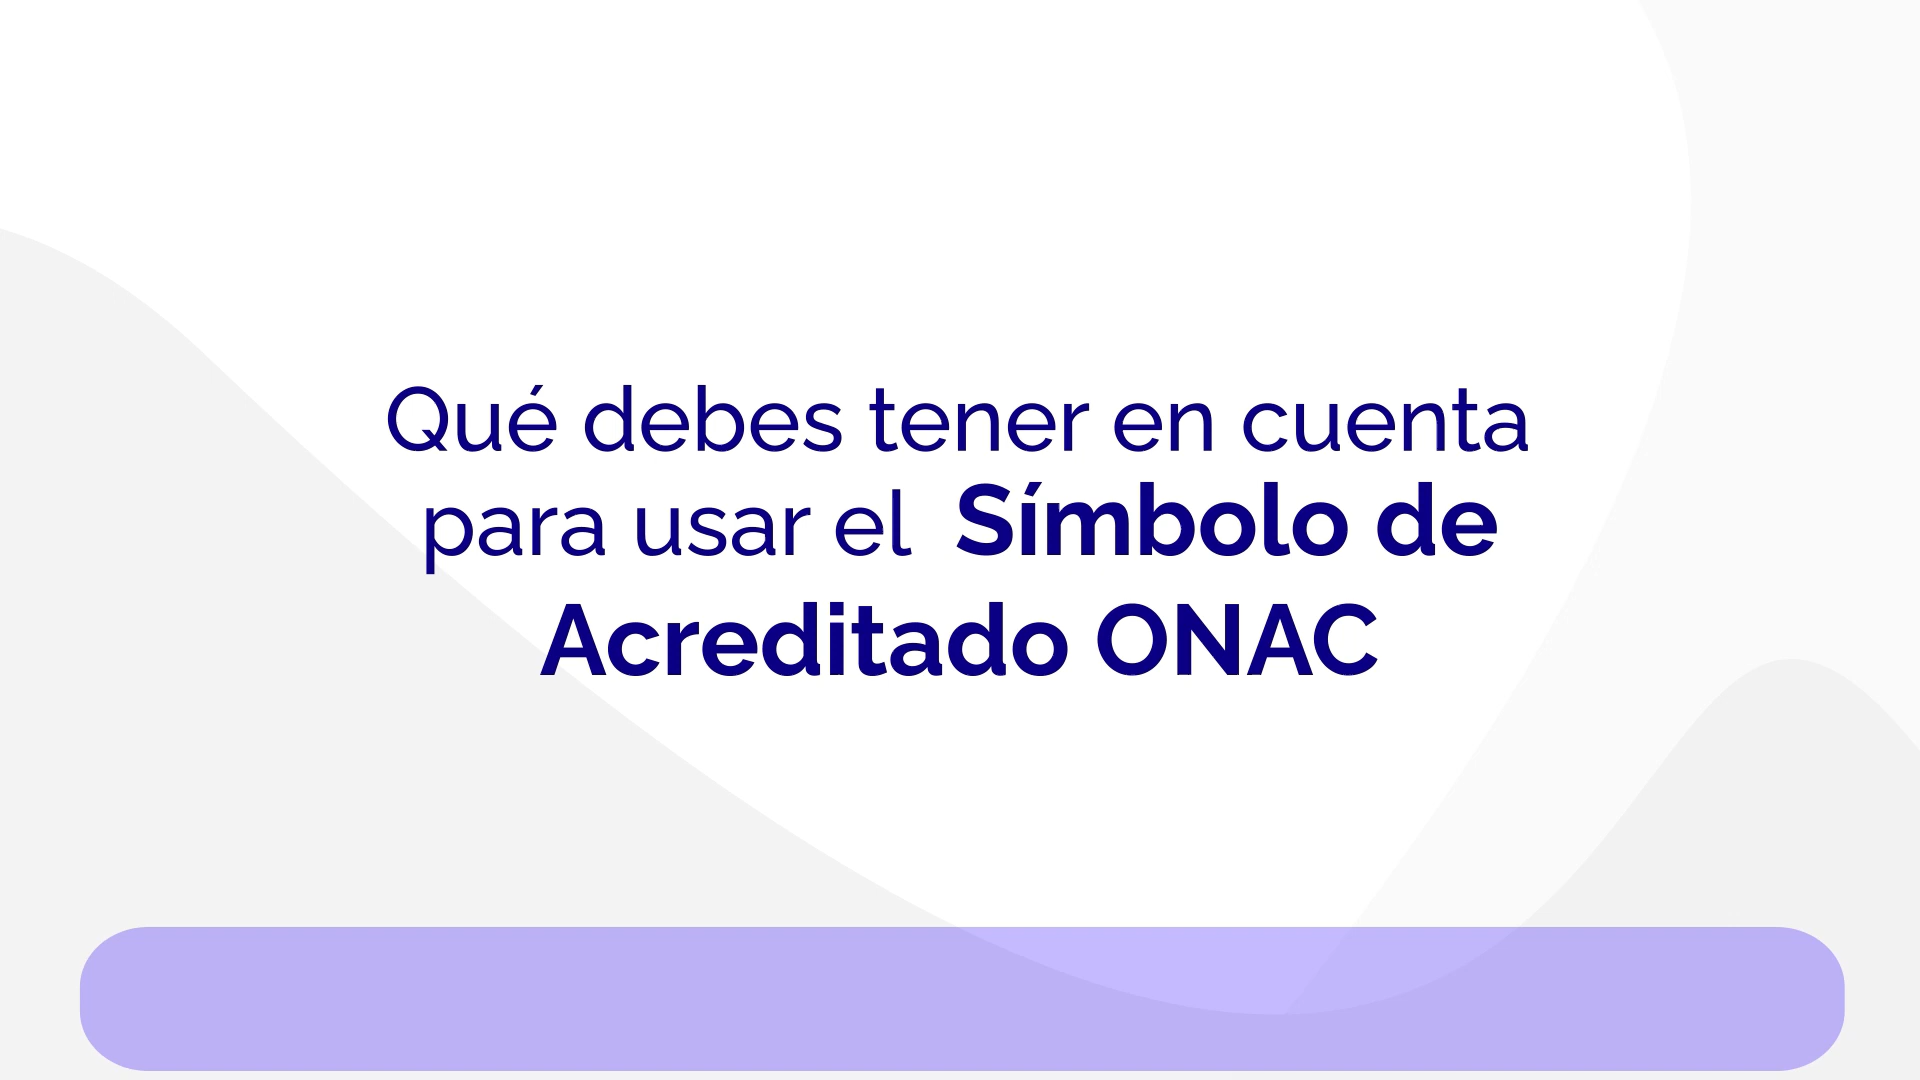 Qué debes tener en cuenta
para usar el Símbolo de
Acreditado ONAC